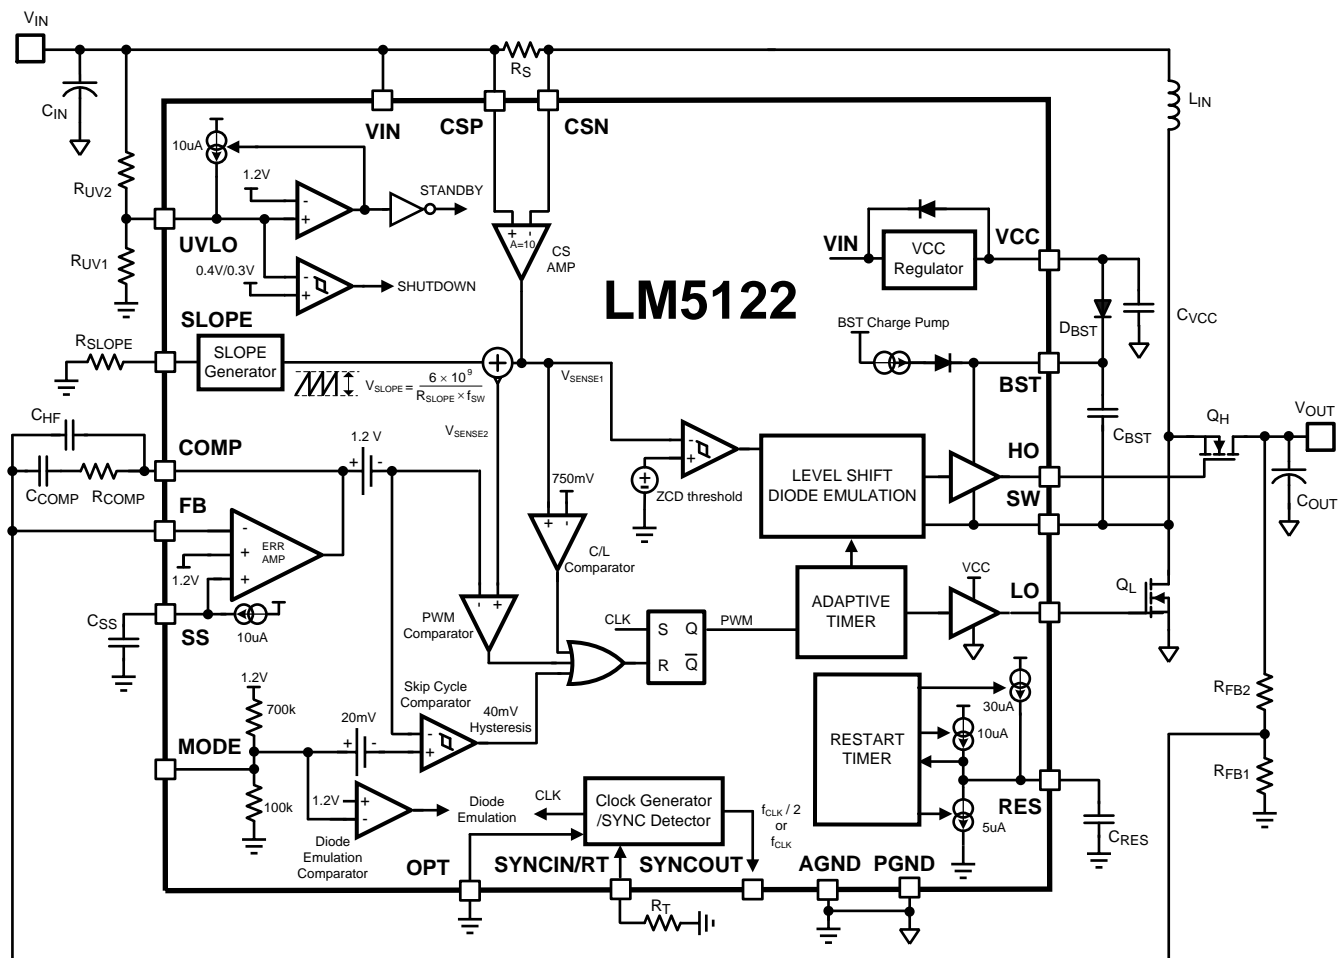 VIN
CIN
RS
LIN
VIN
CSP
CSN
10uA
1.2V
STANDBY
RUV2
UVLO
RUV1
A=10
CS
AMP
0.4V/0.3V
SHUTDOWN
LM5122
VIN
VCC
VCC
Regulator
CVCC
DBST
BST Charge Pump
BST
CBST
SLOPE
RSLOPE
SLOPE
Generator
VSLOPE = 6 × 10^9
RSLOPE × fSW
VSENSE1
VSENSE2
CHF
COMP
1.2 V
CCOMP
RCOMP
FB
750mV
ZCD threshold
LEVEL SHIFT
DIODE EMULATION
HO
SW
QH
VOUT
COUT
ERR
AMP
1.2V
C/L
Comparator
CSS
SS
10uA
PWM
Comparator
CLK
S
Q
R
Q
PWM
ADAPTIVE
TIMER
VCC
LO
QL
1.2V
700k
MODE
100k
20mV
Skip Cycle
Comparator
40mV
Hysteresis
RESTART
TIMER
30uA
10uA
5uA
RES
CRES
RFB2
RFB1
1.2V
Diode
Emulation
Comparator
Diode
Emulation
CLK
Clock Generator
/SYNC Detector
fCLK / 2
or
fCLK
OPT
SYNCIN/RT
SYNCOUT
AGND
PGND
RT